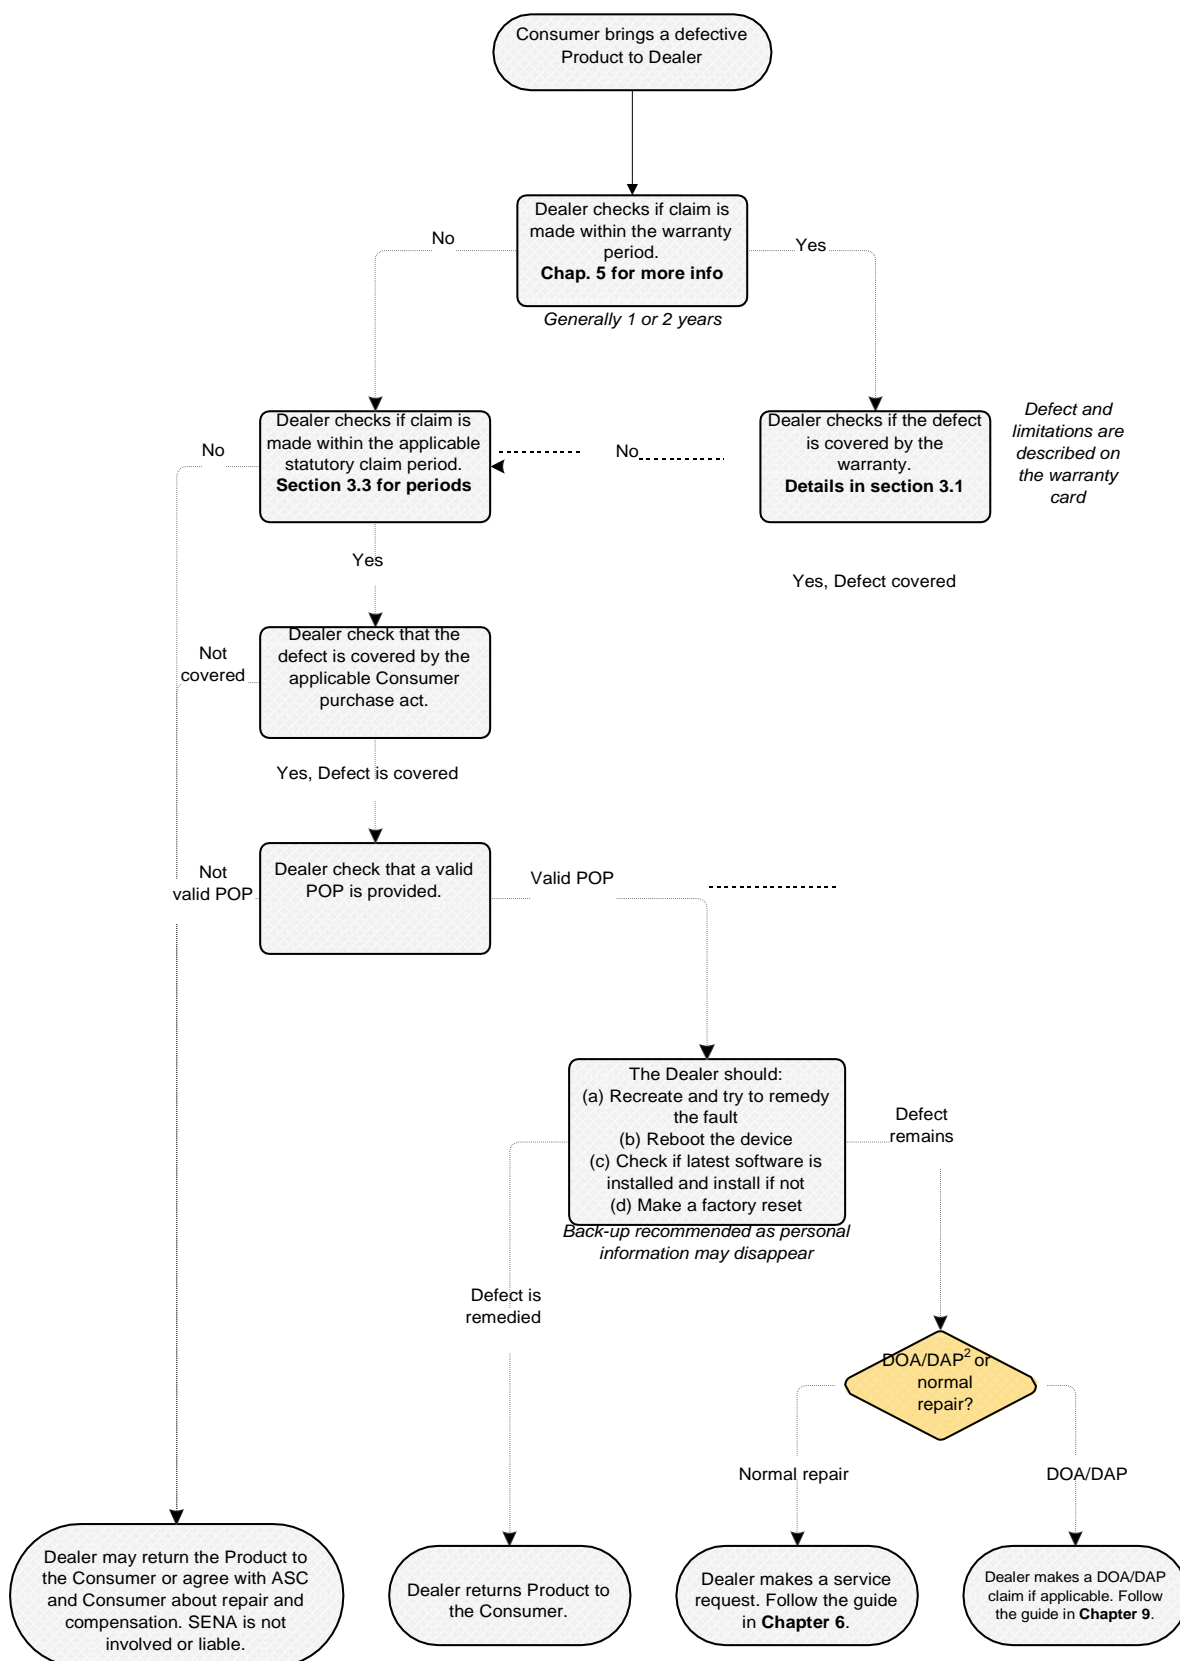 Consumer brings a defective
Product to Dealer
Dealer checks if claim is
made within the warranty
period.
Chap. 5 for more info
No
Yes
Generally 1 or 2 years
Dealer checks if claim is
made within the applicable
statutory claim period.
Section 3.3 for periods
No
No
Dealer checks if the defect
is covered by the
warranty.
Details in section 3.1
Defect and
limitations are
described on
the warranty
card
Yes
Yes, Defect covered
Dealer check that the
defect is covered by the
applicable Consumer
purchase act.
Not
covered
Yes, Defect is covered
Dealer check that a valid
POP is provided.
Not
valid POP
Valid POP
The Dealer should:
(a) Recreate and try to remedy
the fault
(b) Reboot the device
(c) Check if latest software is
installed and install if not
(d) Make a factory reset
Back-up recommended as personal
information may disappear
Defect
remains
Defect is
remedied
DOA/DAP² or
normal
repair?
Normal repair
DOA/DAP
Dealer may return the Product to
the Consumer or agree with ASC
and Consumer about repair and
compensation. SENA is not
involved or liable.
Dealer returns Product to
the Consumer.
Dealer makes a service
request. Follow the guide
in Chapter 6.
Dealer makes a DOA/DAP
claim if applicable. Follow
the guide in Chapter 9.